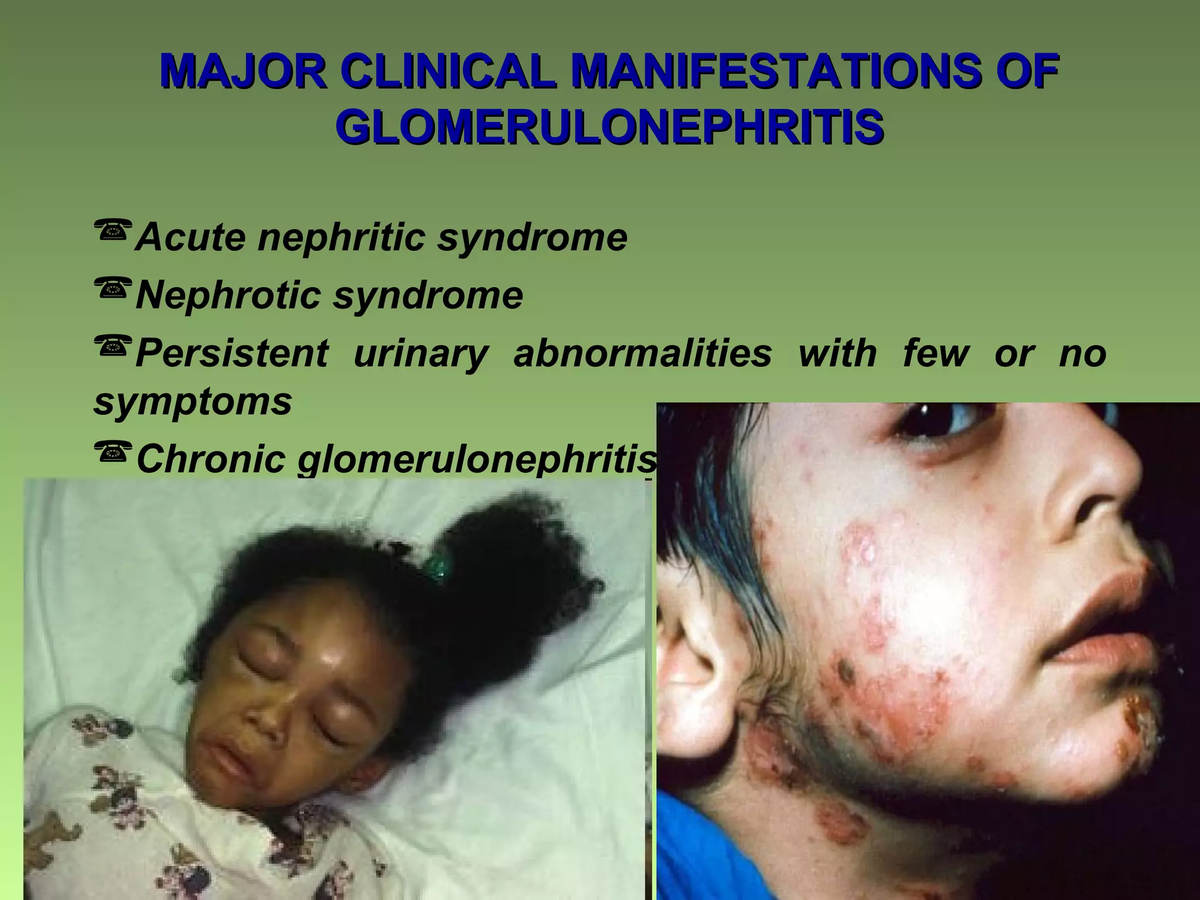 MAJOR CLINICAL MANIFESTATIONS OF
GLOMERULONEPHRITIS
Acute nephritic syndrome
Nephrotic syndrome
Persistent urinary abnormalities with few or no
symptoms
Chronic glomerulonephritis